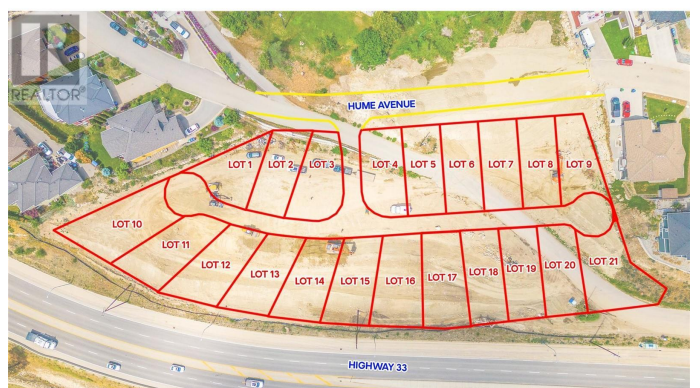 REALTOR®
HUME AVENUE
LOT 1
LOT 2
LOT 3
LOT 4
LOT 5
LOT 6
LOT 7
LOT 8
LOT 9
LOT 10
LOT 11
LOT 12
LOT 13
LOT 14
LOT 15
LOT 16
LOT 17
LOT 18
LOT 19
LOT 20
LOT 21
HIGHWAY 33